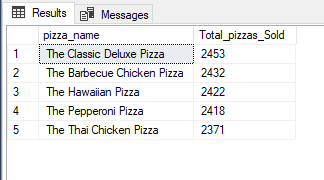 Results Messages
pizza_name Total_pizzas_Sold
1 The Classic Deluxe Pizza 2453
2 The Barbecue Chicken Pizza 2432
3 The Hawaiian Pizza 2422
4 The Pepperoni Pizza 2418
5 The Thai Chicken Pizza 2371